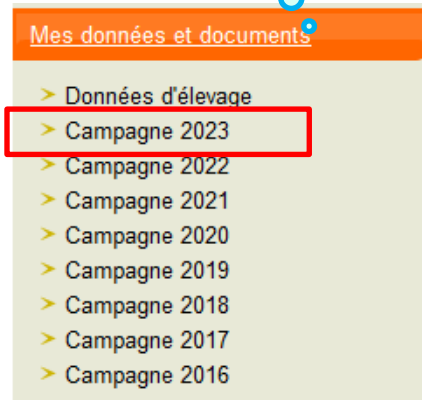 Mes données et documents
Données d'élevage
Campagne 2023
Campagne 2022
Campagne 2021
Campagne 2020
Campagne 2019
Campagne 2018
Campagne 2017
Campagne 2016